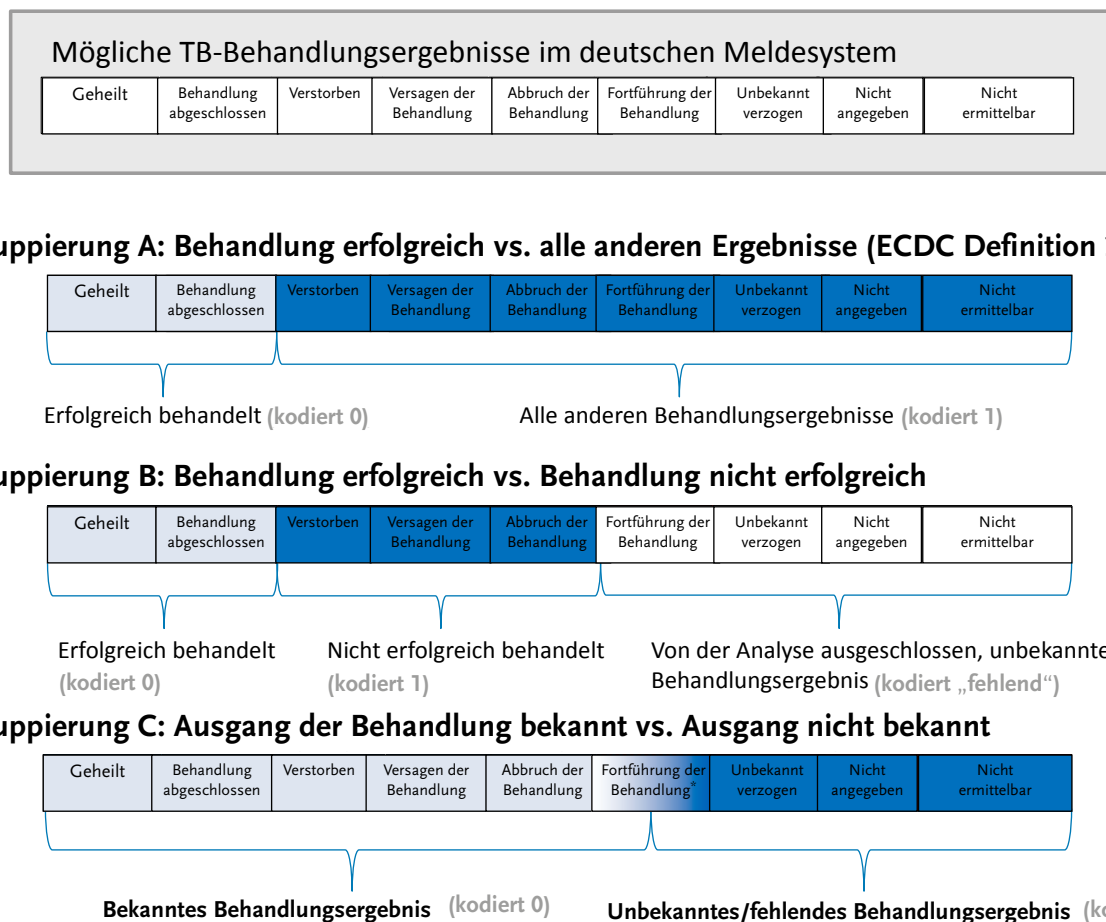 Mögliche TB-Behandlungsergebnisse im deutschen Meldesystem
Geheilt Behandlung Verstorben Versagen der Abbruch der Fortführung der Unbekannt Nicht Nicht
abgeschlossen Behandlung Behandlung Behandlung verzogen angegeben ermittelbar
uppierung A: Behandlung erfolgreich vs. alle anderen Ergebnisse (ECDC Definition
Geheilt Behandlung Verstorben Versagen der Abbruch der Fortführung der Unbekannt Nicht Nicht
abgeschlossen Behandlung Behandlung Behandlung verzogen angegeben ermittelbar
Erfolgreich behandelt (kodiert 0) Alle anderen Behandlungsergebnisse (kodiert 1)
uppierung B: Behandlung erfolgreich vs. Behandlung nicht erfolgreich
Geheilt Behandlung Verstorben Versagen der Abbruch der Fortführung der Unbekannt Nicht Nicht
abgeschlossen Behandlung Behandlung Behandlung verzogen angegeben ermittelbar
Erfolgreich behandelt Nicht erfolgreich behandelt Von der Analyse ausgeschlossen, unbekannte
(kodiert 0) (kodiert 1) Behandlungsergebnis (kodiert „fehlend“)
uppierung C: Ausgang der Behandlung bekannt vs. Ausgang nicht bekannt
Geheilt Behandlung Verstorben Versagen der Abbruch der Fortführung der Unbekannt Nicht Nicht
abgeschlossen Behandlung Behandlung Behandlung* verzogen angegeben ermittelbar
Bekanntes Behandlungsergebnis (kodiert 0) Unbekanntes/fehlendes Behandlungsergebnis (ko